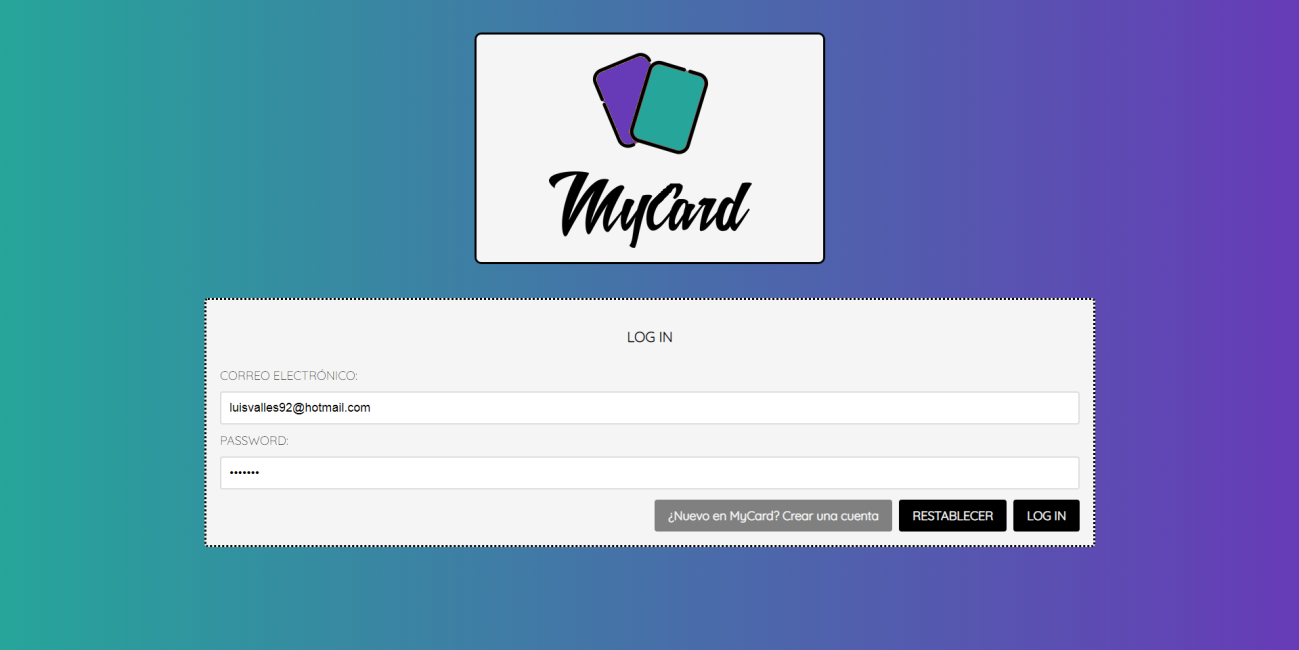 MyCard
LOG IN
CORREO ELECTRÓNICO:
luisvalles92@hotmail.com
PASSWORD:
•••••••
¿Nuevo en MyCard? Crear una cuenta RESTABLECER LOG IN